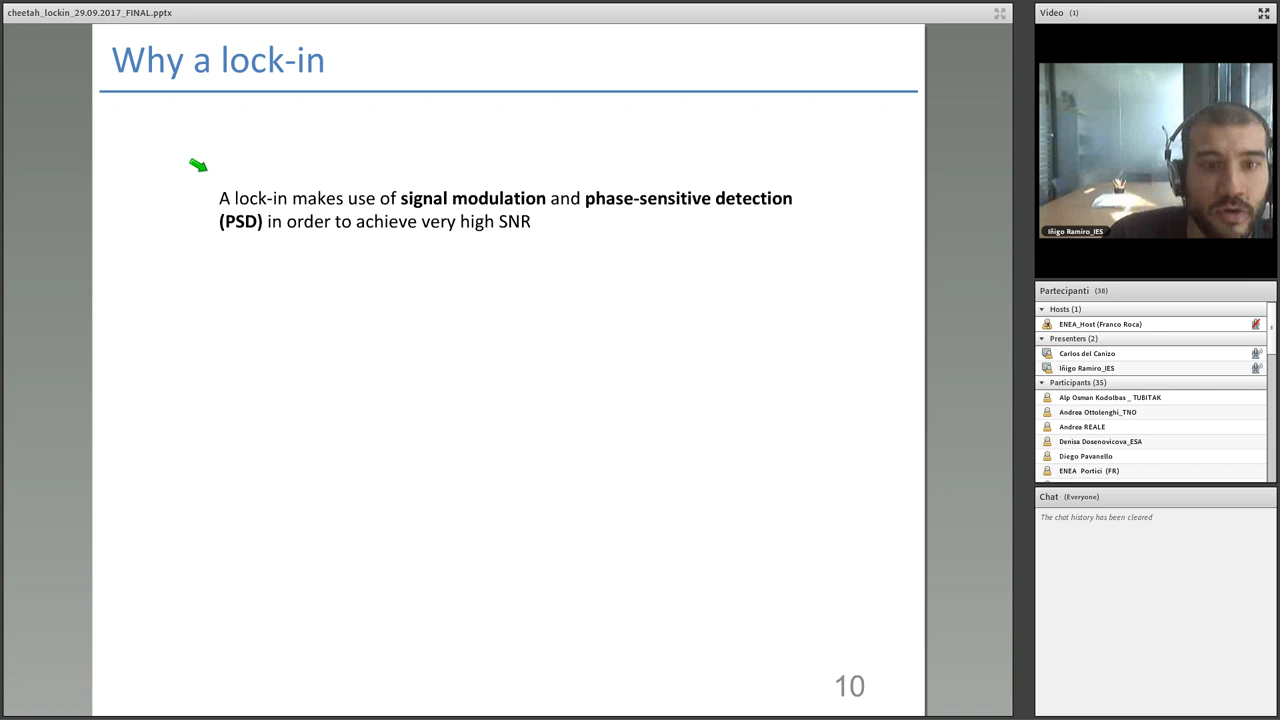 cheetah_lockin_29.09.2017_FINAL.pptx
Why a lock-in
A lock-in makes use of signal modulation and phase-sensitive detection
(PSD) in order to achieve very high SNR
10
Video (1)
Iñigo Ramiro_IES
Partecipanti (38)
Hosts (1)
ENEA_Host (Franco Roca)
Presenters (2)
Carlos del Canizo
Iñigo Ramiro_IES
Participants (35)
Alp Osman Kodolbas _ TUBITAK
Andrea Ottolenghi_TNO
Andrea REALE
Denisa Dosenovicova_ESA
Diego Pavanello
ENEA Portici (FR)
Chat (Everyone)
The chat history has been cleared